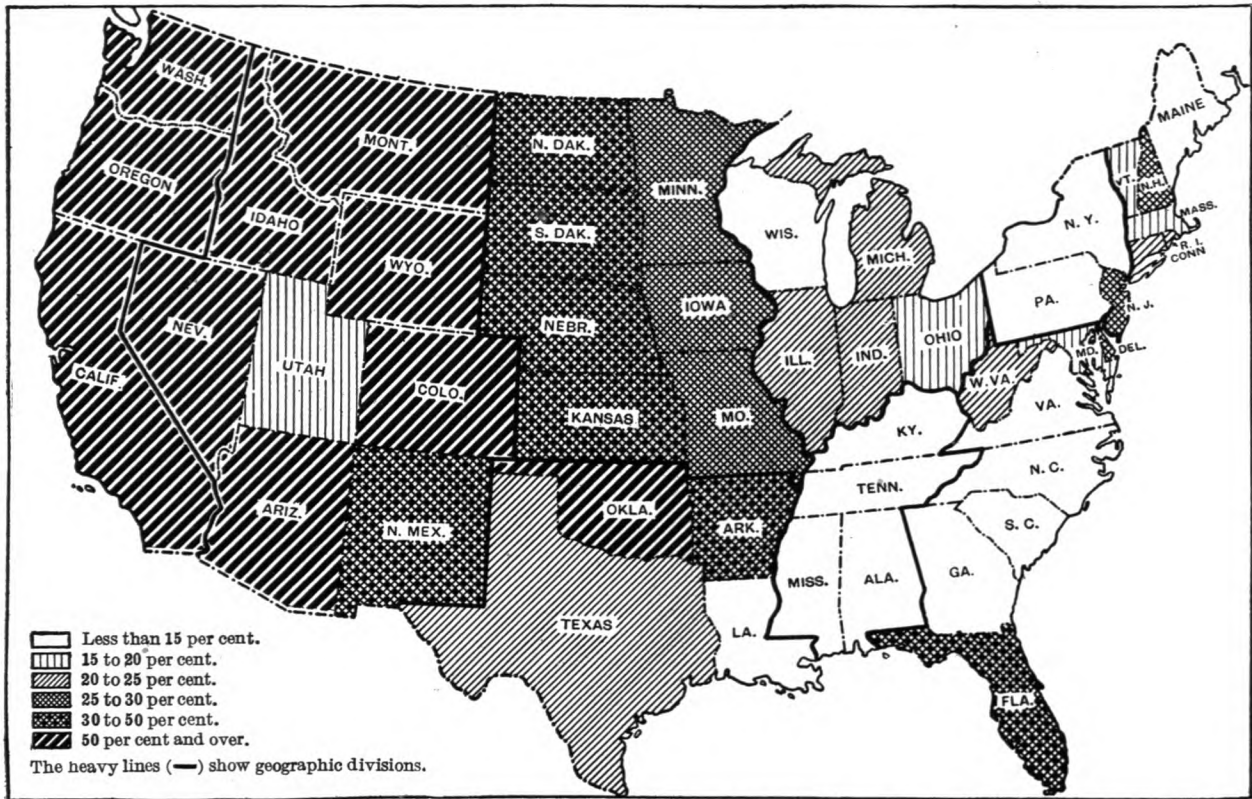 WASH.
MONT.
N. DAK.
MINN.
MAINE
OREGON
IDAHO
S. DAK.
WIS.
VT.
N.H.
N. Y.
MASS.
WYO.
MICH.
R. I.
CONN
IOWA
PA.
NEV.
NEBR.
N. J.
OHIO
UTAH
ILL.
IND.
MD.
DEL.
CALIF.
COLO.
W. VA.
KANSAS
MO.
VA.
KY.
N. C.
TENN.
ARIZ.
OKLA.
N. MEX.
ARK.
S. C.
MISS.
ALA.
GA.
TEXAS
LA.
FLA.
Less than 15 per cent.
15 to 20 per cent.
20 to 25 per cent.
25 to 30 per cent.
30 to 50 per cent.
50 per cent and over.
The heavy lines (—) show geographic divisions.